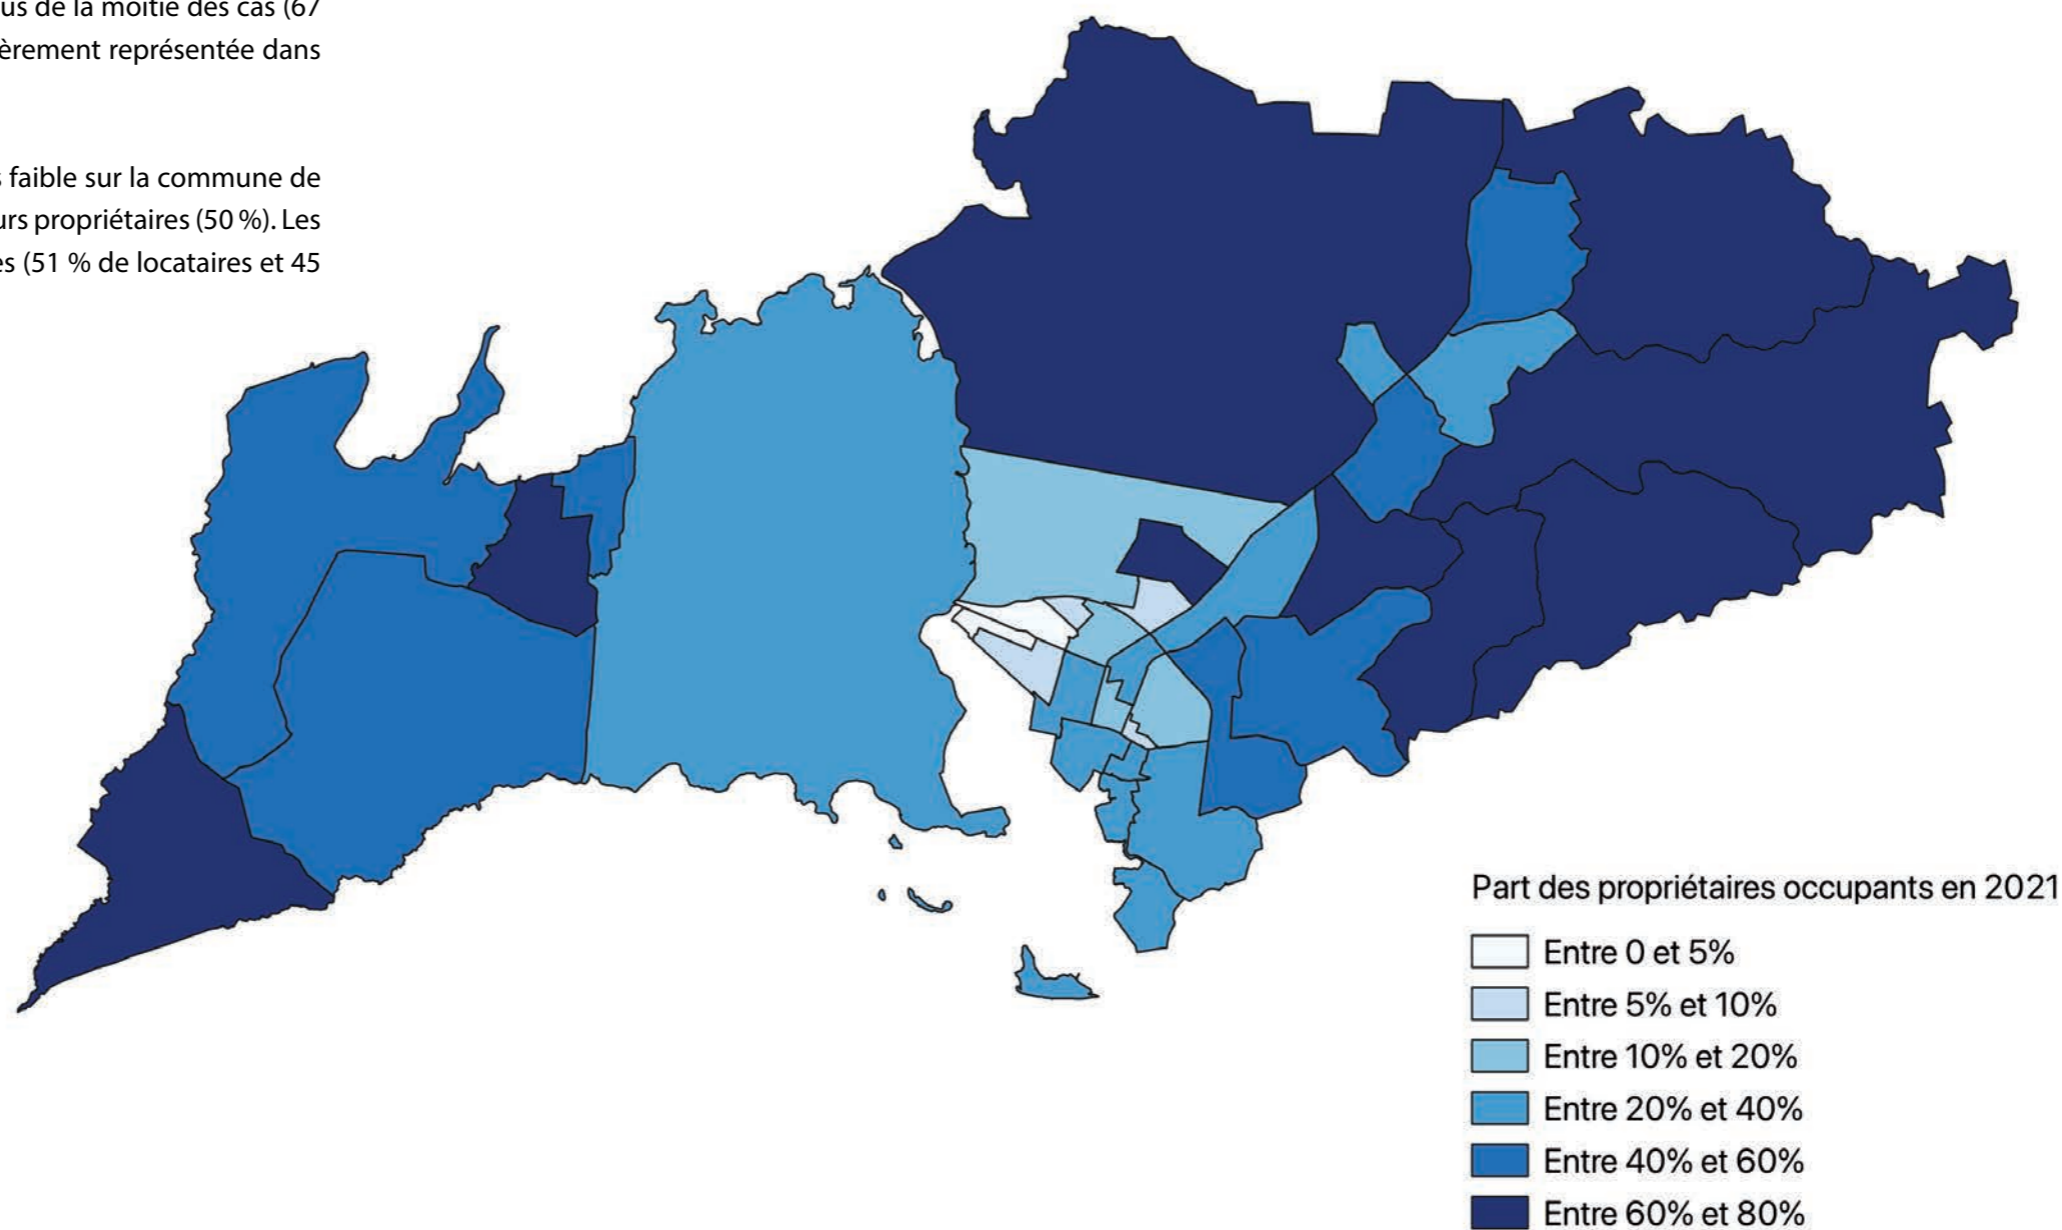 us de la moitié des cas (67
èrement représentée dans
s faible sur la commune de
urs propriétaires (50 %). Les
es (51 % de locataires et 45
Part des propriétaires occupants en 2021
Entre 0 et 5%
Entre 5% et 10%
Entre 10% et 20%
Entre 20% et 40%
Entre 40% et 60%
Entre 60% et 80%